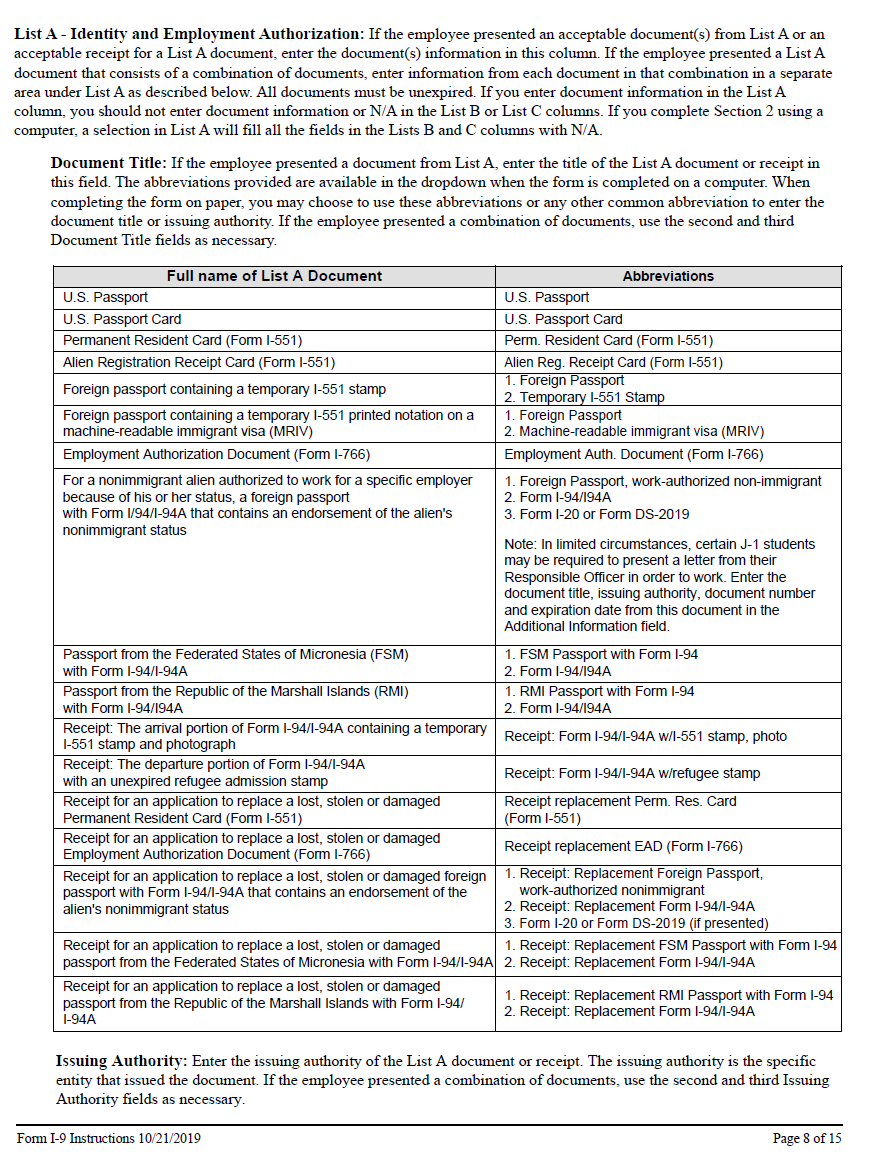 List A - Identity and Employment Authorization: If the employee presented an acceptable document(s) from List A or an
acceptable receipt for a List A document, enter the document(s) information in this column. If the employee presented a List A
document that consists of a combination of documents, enter information from each document in that combination in a separate
area under List A as described below. All documents must be unexpired. If you enter document information in the List A
column, you should not enter document information or N/A in the List B or List C columns. If you complete Section 2 using a
computer, a selection in List A will fill all the fields in the Lists B and C columns with N/A.
Document Title: If the employee presented a document from List A, enter the title of the List A document or receipt in
this field. The abbreviations provided are available in the dropdown when the form is completed on a computer. When
completing the form on paper, you may choose to use these abbreviations or any other common abbreviation to enter the
document title or issuing authority. If the employee presented a combination of documents, use the second and third
Document Title fields as necessary.
Full name of List A Document
Abbreviations
U.S. Passport
U.S. Passport
U.S. Passport Card
U.S. Passport Card
Permanent Resident Card (Form I-551)
Perm. Resident Card (Form I-551)
Alien Registration Receipt Card (Form I-551)
Alien Reg. Receipt Card (Form I-551)
Foreign passport containing a temporary I-551 stamp
1. Foreign Passport
2. Temporary I-551 Stamp
Foreign passport containing a temporary I-551 printed notation on a
machine-readable immigrant visa (MRIV)
1. Foreign Passport
2. Machine-readable immigrant visa (MRIV)
Employment Authorization Document (Form I-766)
Employment Auth. Document (Form I-766)
For a nonimmigrant alien authorized to work for a specific employer
because of his or her status, a foreign passport
with Form I/94/I-94A that contains an endorsement of the alien's
nonimmigrant status
1. Foreign Passport, work-authorized non-immigrant
2. Form I-94/I94A
3. Form I-20 or Form DS-2019
Note: In limited circumstances, certain J-1 students
may be required to present a letter from their
Responsible Officer in order to work. Enter the
document title, issuing authority, document number
and expiration date from this document in the
Additional Information field.
Passport from the Federated States of Micronesia (FSM)
with Form I-94/I-94A
1. FSM Passport with Form I-94
2. Form I-94/I94A
Passport from the Republic of the Marshall Islands (RMI)
with Form I-94/I94A
1. RMI Passport with Form I-94
2. Form I-94/I94A
Receipt: The arrival portion of Form I-94/I-94A containing a temporary
I-551 stamp and photograph
Receipt: Form I-94/I-94A w/I-551 stamp, photo
Receipt: The departure portion of Form I-94/I-94A
with an unexpired refugee admission stamp
Receipt: Form I-94/I-94A w/refugee stamp
Receipt for an application to replace a lost, stolen or damaged
Permanent Resident Card (Form I-551)
Receipt replacement Perm. Res. Card
(Form I-551)
Receipt for an application to replace a lost, stolen or damaged
Employment Authorization Document (Form I-766)
Receipt replacement EAD (Form I-766)
Receipt for an application to replace a lost, stolen or damaged foreign
passport with Form I-94/I-94A that contains an endorsement of the
alien's nonimmigrant status
1. Receipt: Replacement Foreign Passport,
work-authorized nonimmigrant
2. Receipt: Replacement Form I-94/I-94A
3. Form I-20 or Form DS-2019 (if presented)
Receipt for an application to replace a lost, stolen or damaged
passport from the Federated States of Micronesia with Form I-94/I-94A
1. Receipt: Replacement FSM Passport with Form I-94
2. Receipt: Replacement Form I-94/I-94A
Receipt for an application to replace a lost, stolen or damaged
passport from the Republic of the Marshall Islands with Form I-94/
I-94A
1. Receipt: Replacement RMI Passport with Form I-94
2. Receipt: Replacement Form I-94/I-94A
Issuing Authority: Enter the issuing authority of the List A document or receipt. The issuing authority is the specific
entity that issued the document. If the employee presented a combination of documents, use the second and third Issuing
Authority fields as necessary.
Form I-9 Instructions 10/21/2019
Page 8 of 15